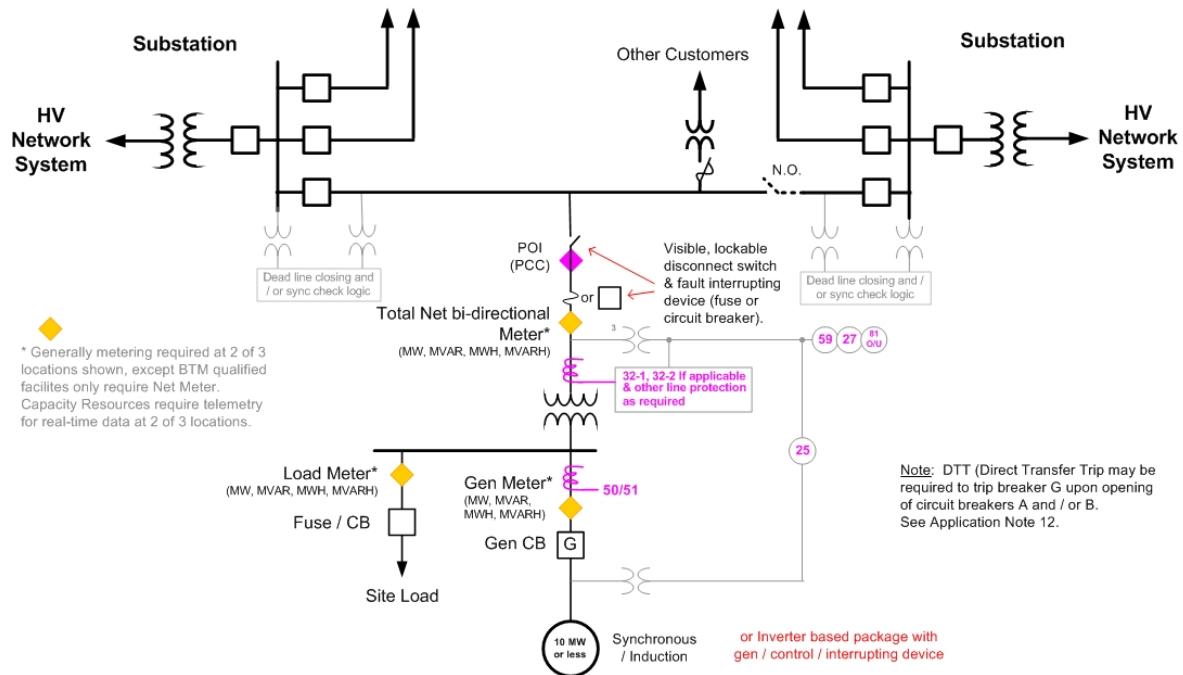 Substation
Substation
Other Customers
HV
Network
System
HV
Network
System
N.O.
POI
(PCC)
Visible, lockable
disconnect switch
& fault interrupting
device (fuse or
circuit breaker).
Dead line closing and
/ or sync check logic
Dead line closing and /
or sync check logic
or
Total Net bi-directional
Meter*
(MW, MVAR, MWH, MVARH)
3
59
27
81
O/U
* Generally metering required at 2 of 3
locations shown, except BTM qualified
facilites only require Net Meter.
Capacity Resources require telemetry
for real-time data at 2 of 3 locations.
32-1, 32-2 If applicable
& other line protection
as required
25
Load Meter*
(MW, MVAR, MWH, MVARH)
Gen Meter*
(MW, MVAR,
MWH, MVARH)
50/51
Fuse / CB
Gen CB
G
Note: DTT (Direct Transfer Trip may be
required to trip breaker G upon opening
of circuit breakers A and / or B.
See Application Note 12.
Site Load
10 MW
or less
Synchronous
/ Induction
or Inverter based package with
gen / control / interrupting device